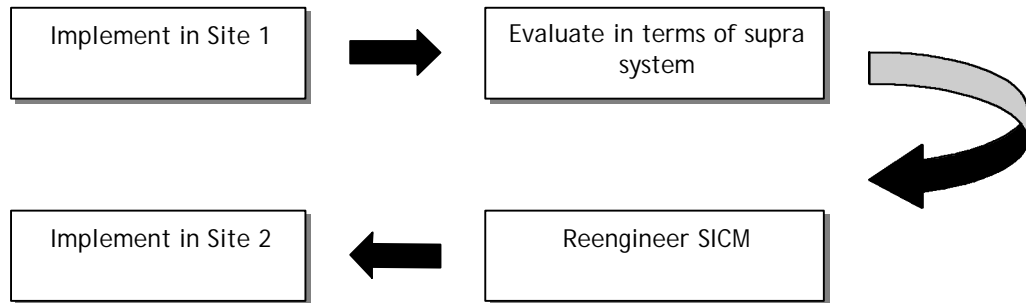 Implement in Site 1
Evaluate in terms of supra
system
Reengineer SICM
Implement in Site 2